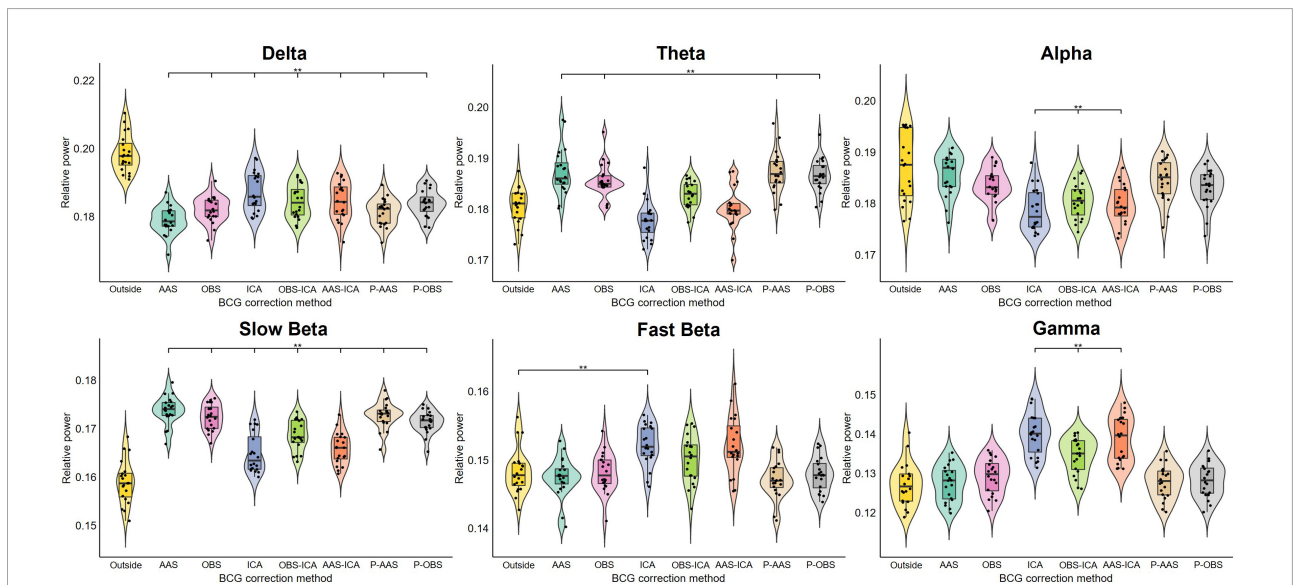 Delta
**
0.22
0.20
0.18
Relative power
Outside AAS OBS ICA OBS-ICA AAS-ICA P-AAS P-OBS
BCG correction method
Theta
**
0.20
0.19
0.18
0.17
Relative power
Outside AAS OBS ICA OBS-ICA AAS-ICA P-AAS P-OBS
BCG correction method
Alpha
**
0.20
0.19
0.18
0.17
Relative power
Outside AAS OBS ICA OBS-ICA AAS-ICA P-AAS P-OBS
BCG correction method
Slow Beta
**
0.18
0.17
0.16
0.15
Relative power
Outside AAS OBS ICA OBS-ICA AAS-ICA P-AAS P-OBS
BCG correction method
Fast Beta
**
0.16
0.15
0.14
Relative power
Outside AAS OBS ICA OBS-ICA AAS-ICA P-AAS P-OBS
BCG correction method
Gamma
**
0.15
0.14
0.13
0.12
Relative power
Outside AAS OBS ICA OBS-ICA AAS-ICA P-AAS P-OBS
BCG correction method